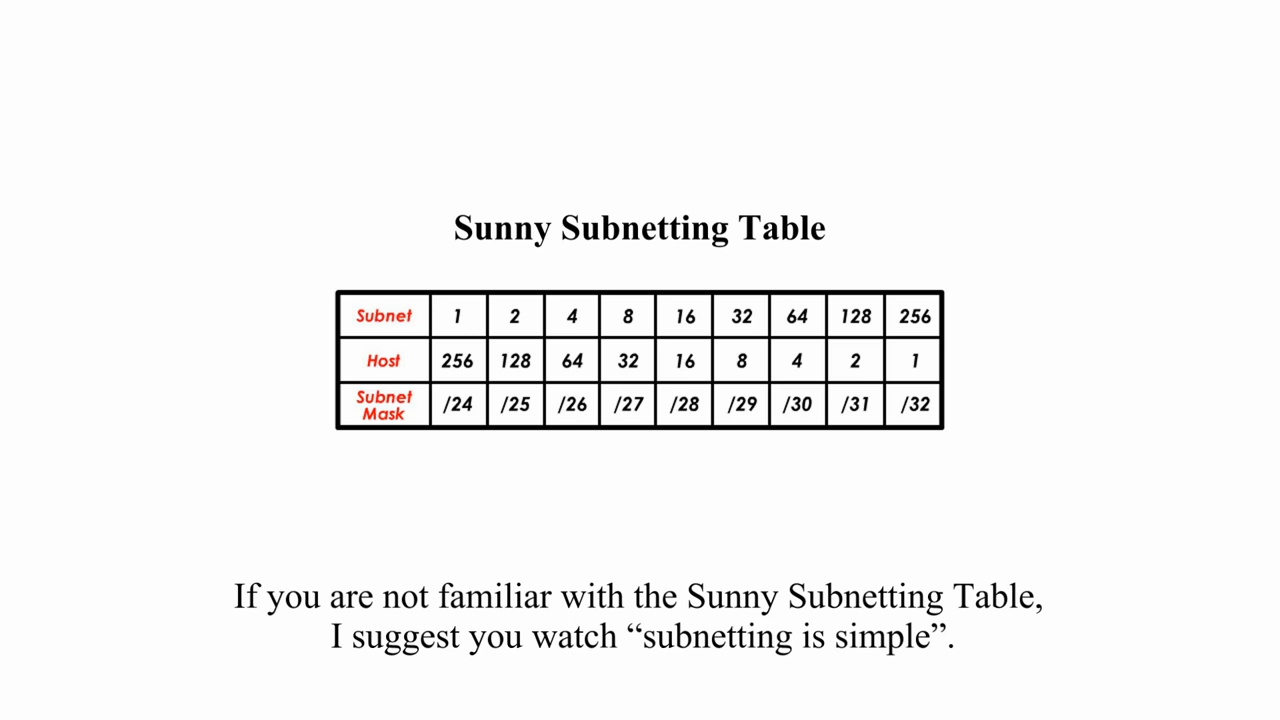 Sunny Subnetting Table
Subnet 1 2 4 8 16 32 64 128 256
Host 256 128 64 32 16 8 4 2 1
Subnet Mask /24 /25 /26 /27 /28 /29 /30 /31 /32
If you are not familiar with the Sunny Subnetting Table,
I suggest you watch “subnetting is simple”.